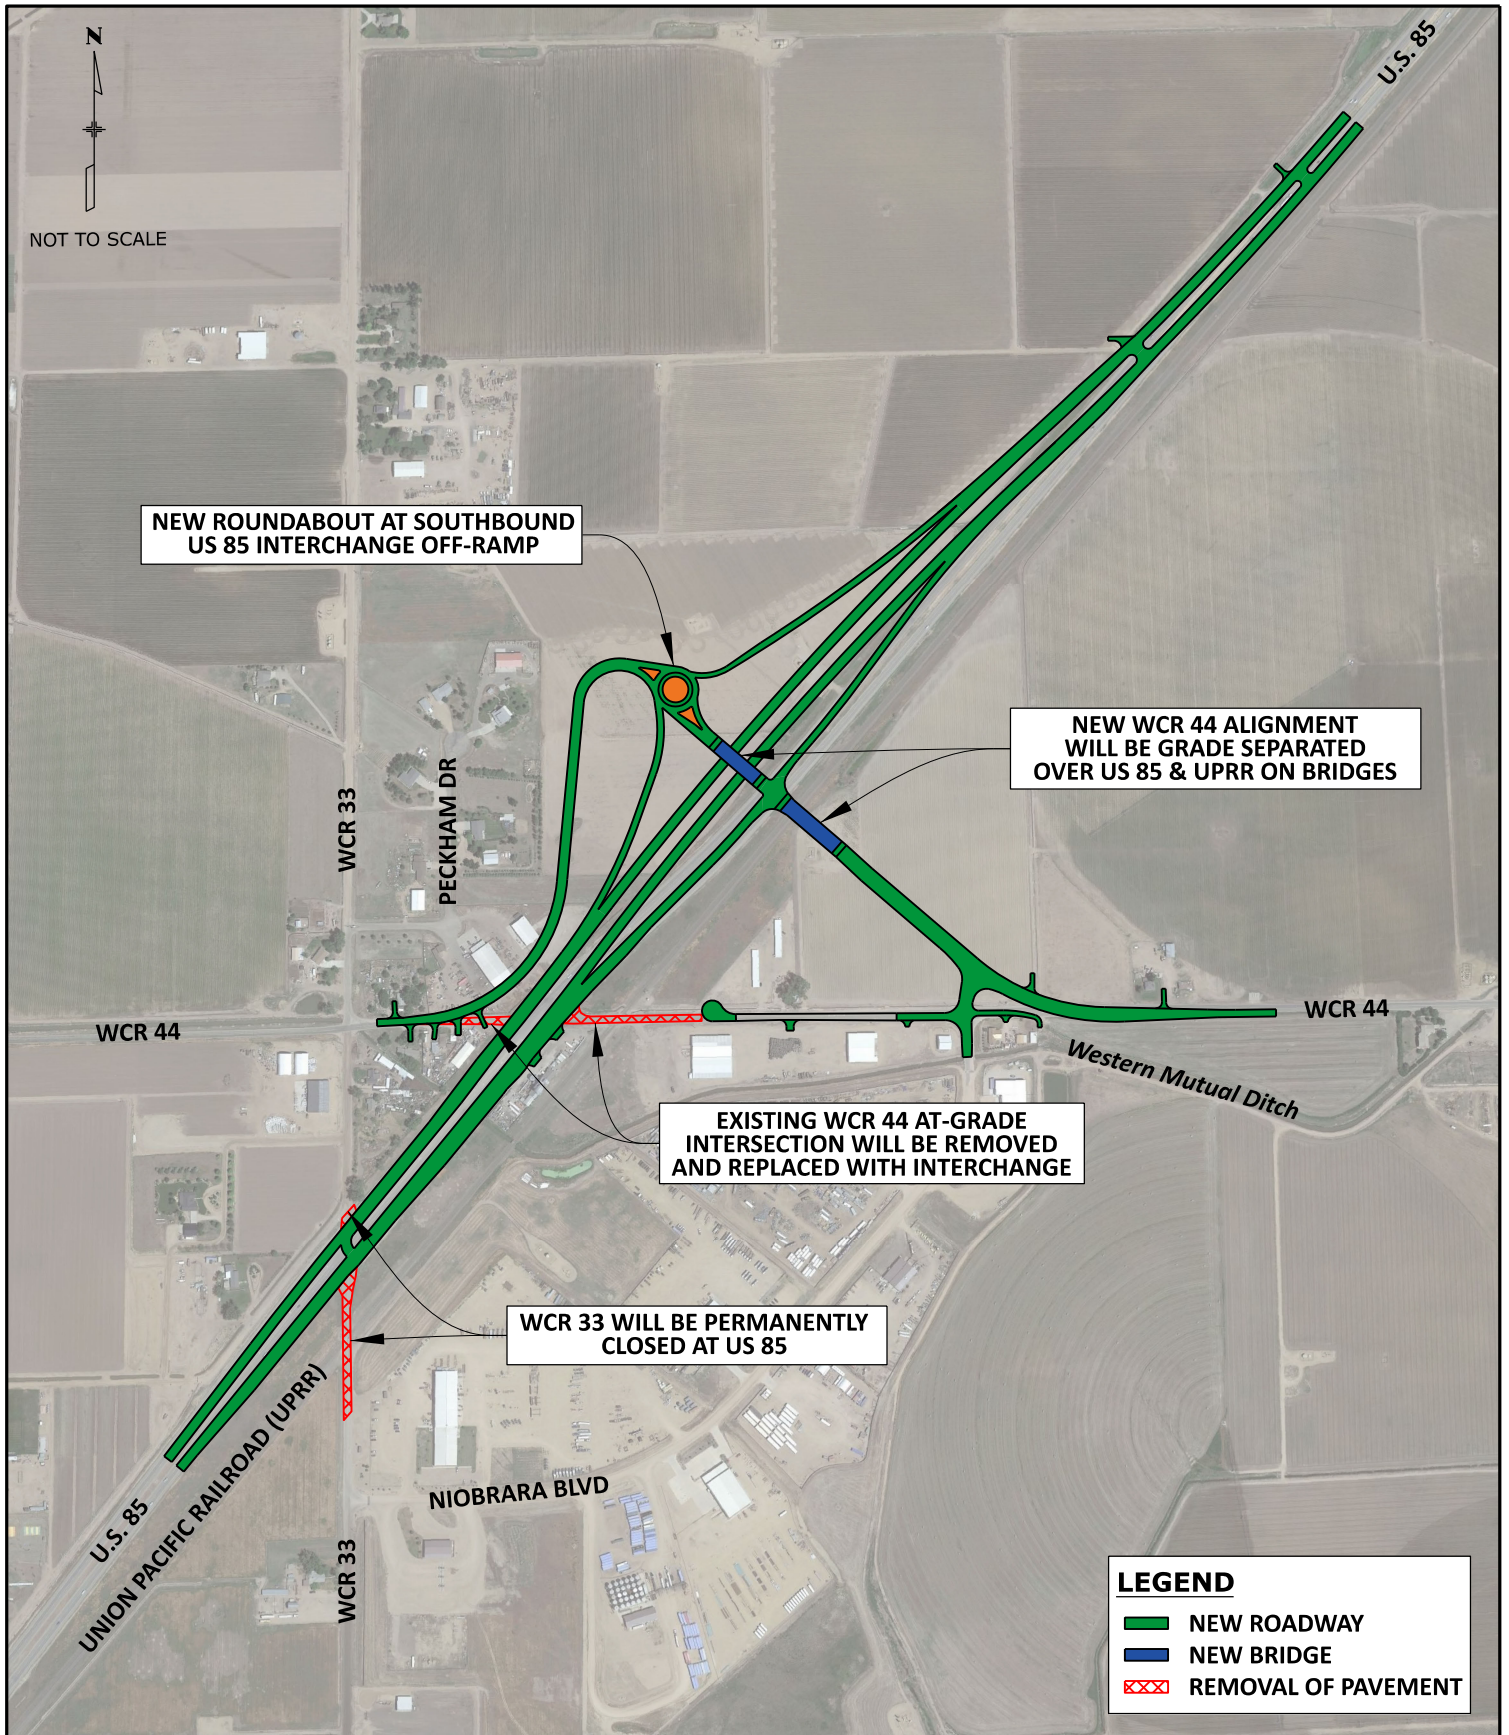 N
NOT TO SCALE
U.S. 85
NEW ROUNDABOUT AT SOUTHBOUND
US 85 INTERCHANGE OFF-RAMP
NEW WCR 44 ALIGNMENT
WILL BE GRADE SEPARATED
OVER US 85 & UPRR ON BRIDGES
WCR 33
PECKHAM DR
WCR 44
WCR 44
Western Mutual Ditch
EXISTING WCR 44 AT-GRADE
INTERSECTION WILL BE REMOVED
AND REPLACED WITH INTERCHANGE
WCR 33 WILL BE PERMANENTLY
CLOSED AT US 85
U.S. 85
UNION PACIFIC RAILROAD (UPRR)
NIOBRARA BLVD
WCR 33
LEGEND
NEW ROADWAY
NEW BRIDGE
REMOVAL OF PAVEMENT